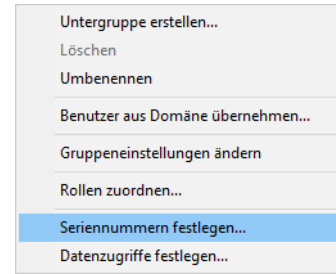 Untergruppe erstellen...
Löschen
Umbenennen
Benutzer aus Domäne übernehmen...
Gruppeneinstellungen ändern
Rollen zuordnen...
Seriennummern festlegen...
Datenzugriffe festlegen...